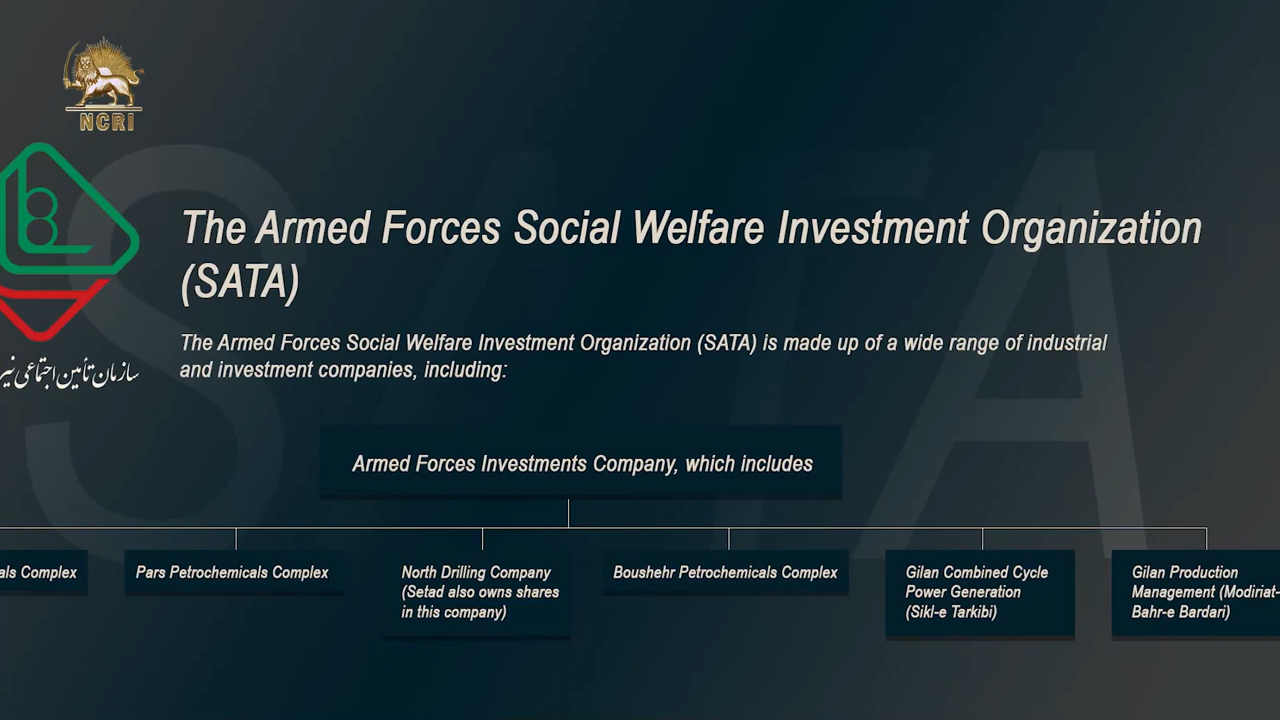 NCRI
The Armed Forces Social Welfare Investment Organization
(SATA)
The Armed Forces Social Welfare Investment Organization (SATA) is made up of a wide range of industrial
and investment companies, including:
سازمان تأمین اجتماعی نیر
Armed Forces Investments Company, which includes
als Complex
Pars Petrochemicals Complex
North Drilling Company
(Setad also owns shares
in this company)
Boushehr Petrochemicals Complex
Gilan Combined Cycle
Power Generation
(Sikl-e Tarkibi)
Gilan Production
Management (Modiriat-
Bahr-e Bardari)
SATA